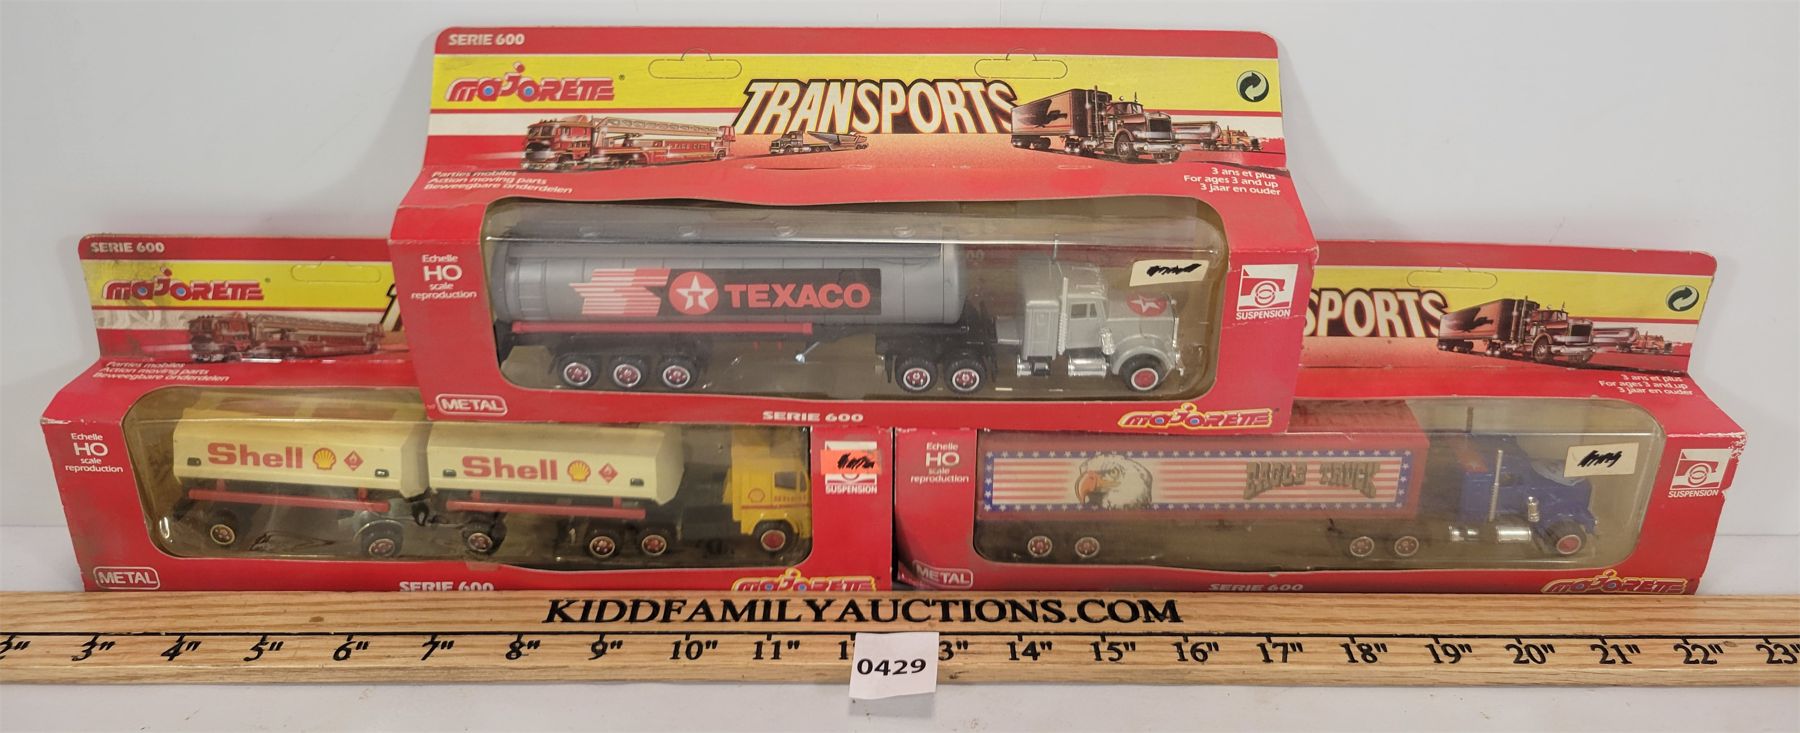 SERIE 600
MAJORETTE®
TRANSPORTS
Parties mobiles
Action moving parts
Beweegbare onderdelen
3 ans et plus
For ages 3 and up
3 jaar en ouder
Echelle
HO
scale
reproduction
TEXACO
SUSPENSION
METAL
SERIE 600
MAJORETTE
SERIE 600
MAJORETTE
Parties mobiles
Action moving parts
Beweegbare onderdelen
Echelle
HO
scale
reproduction
Shell
Shell
Shell
SUSPENSION
METAL
SERIE 600
MAJORETTE
SPORTS
3 ans et plus
For ages 3 and up
3 jaar en ouder
Echelle
HO
scale
reproduction
EAGLE TRUCK
SUSPENSION
METAL
SERIE 600
MAJORETTE
KIDDFAMILYAUCTIONS.COM
2" 3" 4" 5" 6" 7" 8" 9" 10" 11" 1 3" 14" 15" 16" 17" 18" 19" 20" 21" 22" 23"
0429